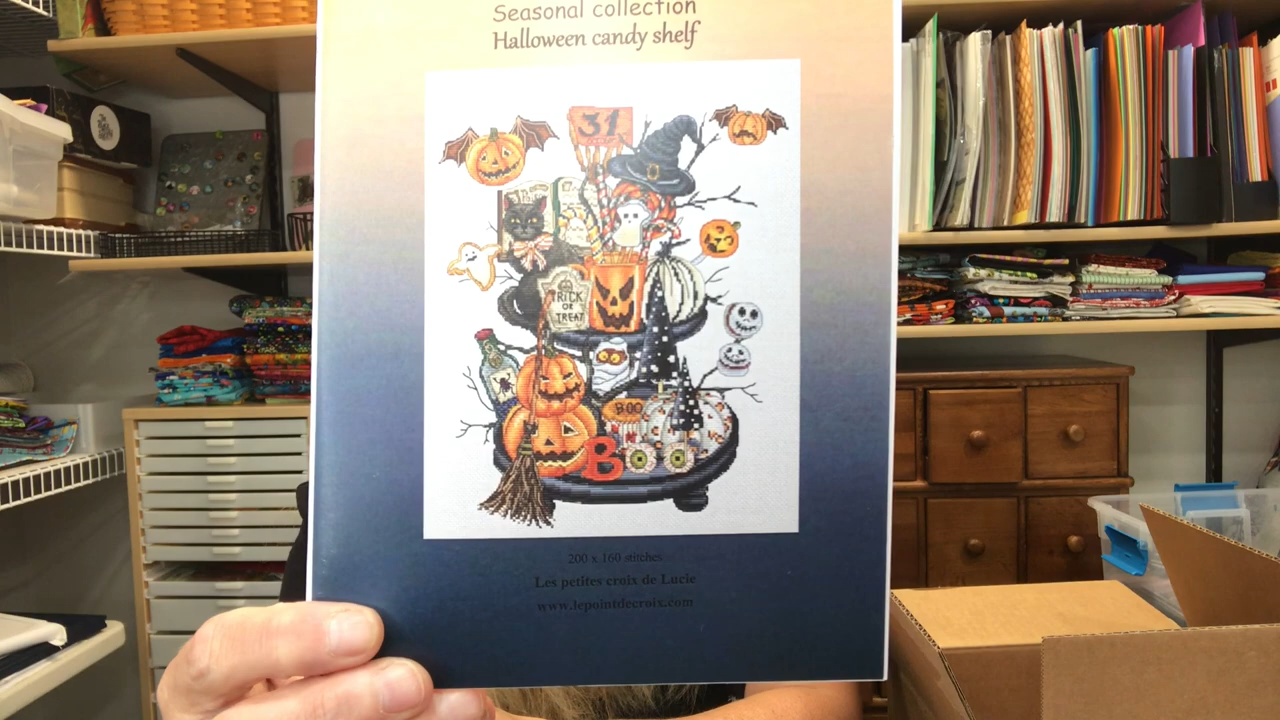 Seasonal collection
Halloween candy shelf
31
TRICK
OR
TREAT
BOO
B
200 x 160 stitches
Les petites croix de Lucie
www.lepointdecroix.com